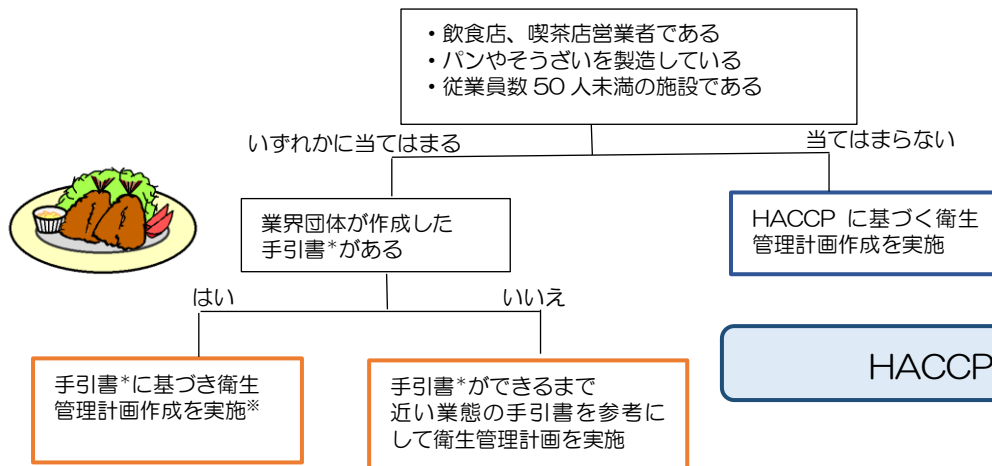 ・飲食店、喫茶店営業者である
・パンやそうざいを製造している
・従業員数 50 人未満の施設である
いずれかに当てはまる
当てはまらない
業界団体が作成した
手引書*がある
HACCP に基づく衛生
管理計画作成を実施
はい
いいえ
手引書*に基づき衛生
管理計画作成を実施※
手引書*ができるまで
近い業態の手引書を参考に
して衛生管理計画を実施
HACCP